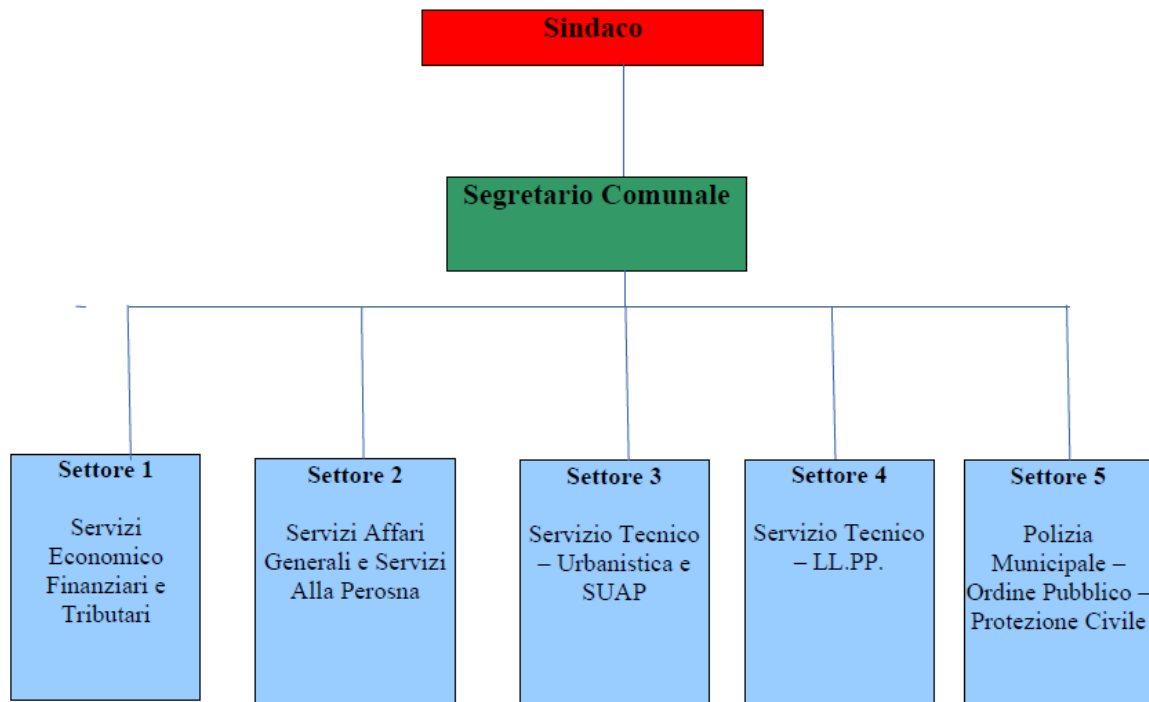 Sindaco
Segretario Comunale
Settore 1
Servizi
Economico
Finanziari e
Tributari
Settore 2
Servizi Affari
Generali e Servizi
Alla Perosna
Settore 3
Servizio Tecnico
– Urbanistica e
SUAP
Settore 4
Servizio Tecnico
– LL.PP.
Settore 5
Polizia
Municipale –
Ordine Pubblico –
Protezione Civile